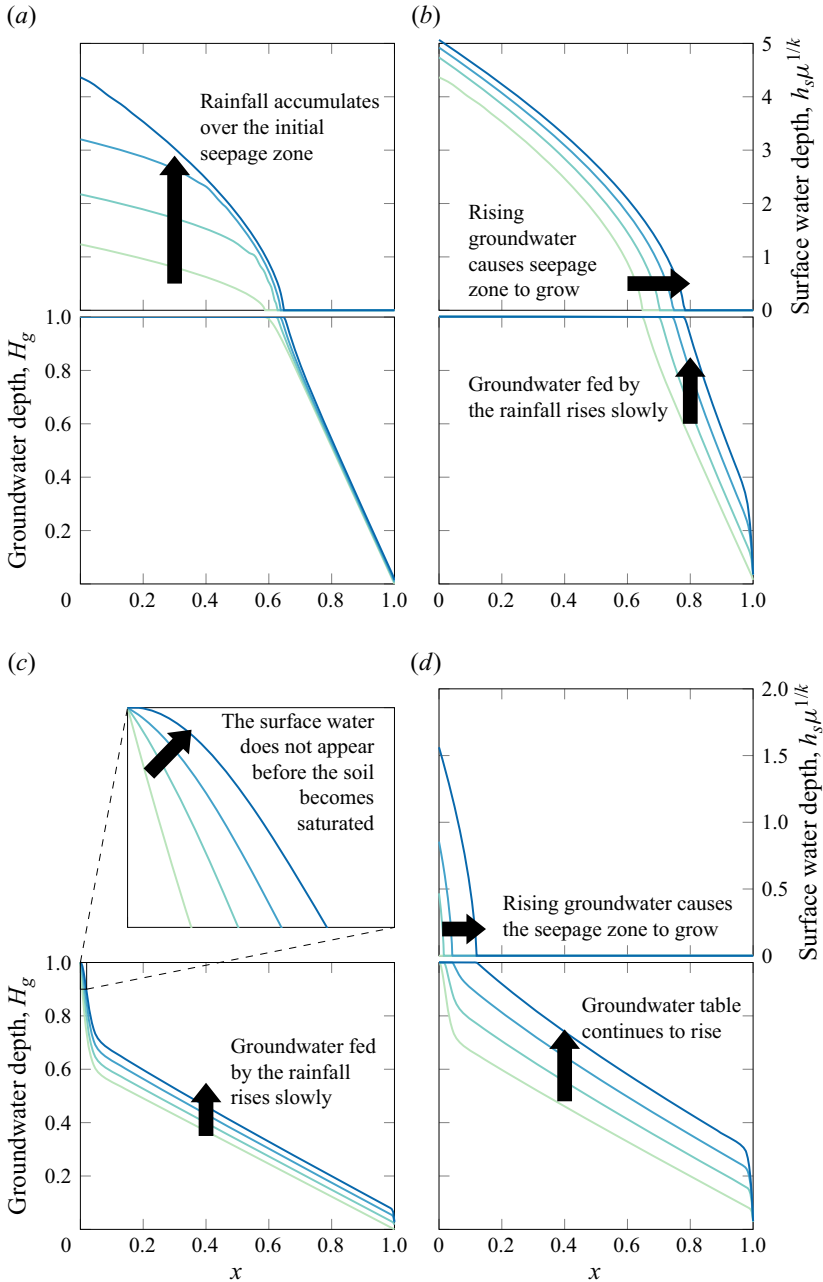 (a)
(b)
Rainfall accumulates
over the initial
seepage zone
Rising
groundwater
causes seepage
zone to grow
5
4
3
2
1
0
Surface water depth, h_s μ^{1/k}
Groundwater depth, H_g
1.0
0.8
0.6
0.4
0.2
0 0.2 0.4 0.6 0.8 1.0
Groundwater fed by
the rainfall rises slowly
0 0.2 0.4 0.6 0.8 1.0
(c)
(d)
The surface water
does not appear
before the soil
becomes
saturated
2.0
1.5
1.0
0.5
0
Surface water depth, h_s μ^{1/k}
Rising groundwater causes
the seepage zone to grow
Groundwater depth, H_g
1.0
0.8
0.6
0.4
0.2
Groundwater fed
by the rainfall
rises slowly
0 0.2 0.4 0.6 0.8 1.0
x
Groundwater table
continues to rise
0 0.2 0.4 0.6 0.8 1.0
x